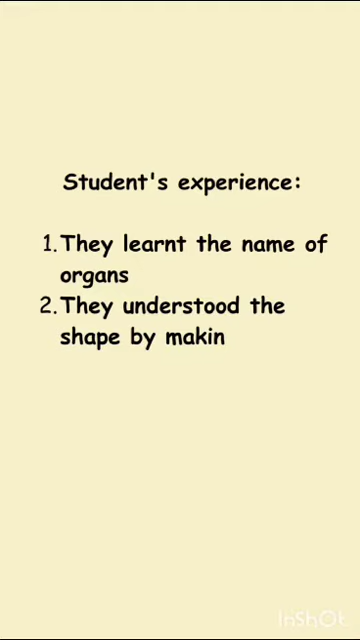 Student's experience:
1. They learnt the name of
organs
2. They understood the
shape by makin
InShOt